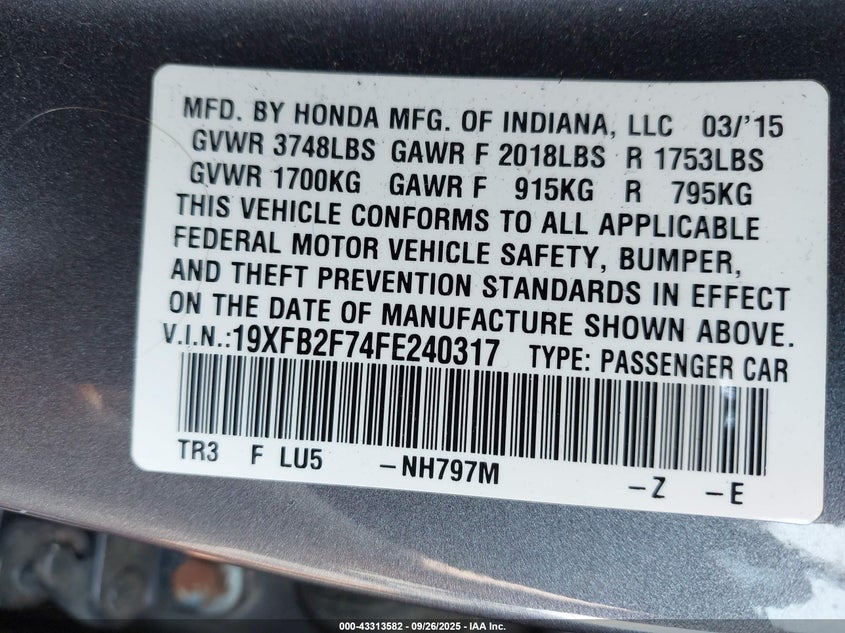 MFD. BY HONDA MFG. OF INDIANA, LLC 03/'15
GVWR 3748LBS GAWR F 2018LBS R 1753LBS
GVWR 1700KG GAWR F 915KG R 795KG
THIS VEHICLE CONFORMS TO ALL APPLICABLE
FEDERAL MOTOR VEHICLE SAFETY, BUMPER,
AND THEFT PREVENTION STANDARDS IN EFFECT
ON THE DATE OF MANUFACTURE SHOWN ABOVE.
V.I.N.:19XFB2F74FE240317 TYPE: PASSENGER CAR
TR3 F LU5 -NH797M -Z -E
000-43313582 - 09/26/2025 - IAA Inc.